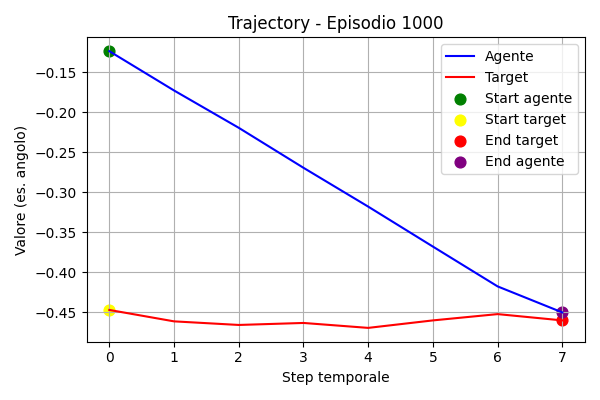 Trajectory - Episodio 1000
Valore (es. angolo)
−0.15
−0.20
−0.25
−0.30
−0.35
−0.40
−0.45
Agente
Target
Start agente
Start target
End target
End agente
0 1 2 3 4 5 6 7
Step temporale